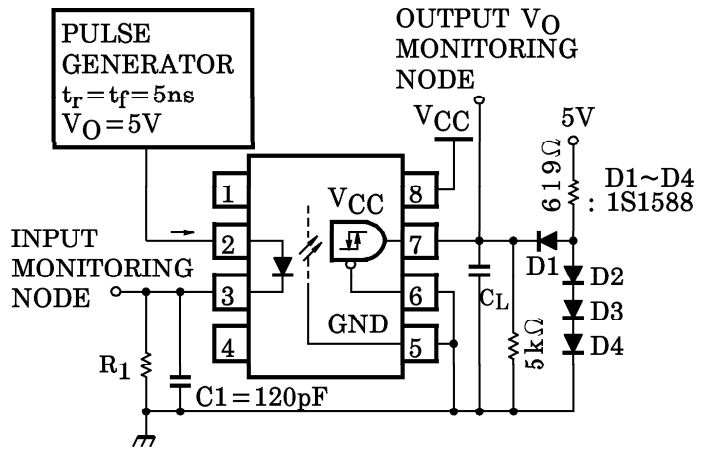 PULSE
GENERATOR
tr=tf=5ns
VO=5V
OUTPUT VO
MONITORING
NODE
VCC
5V
619Ω
D1~D4
: 1S1588
1
2
3
4
VCC
GND
8
7
6
5
INPUT
MONITORING
NODE
D1
D2
D3
D4
CL
5kΩ
R1
C1=120pF